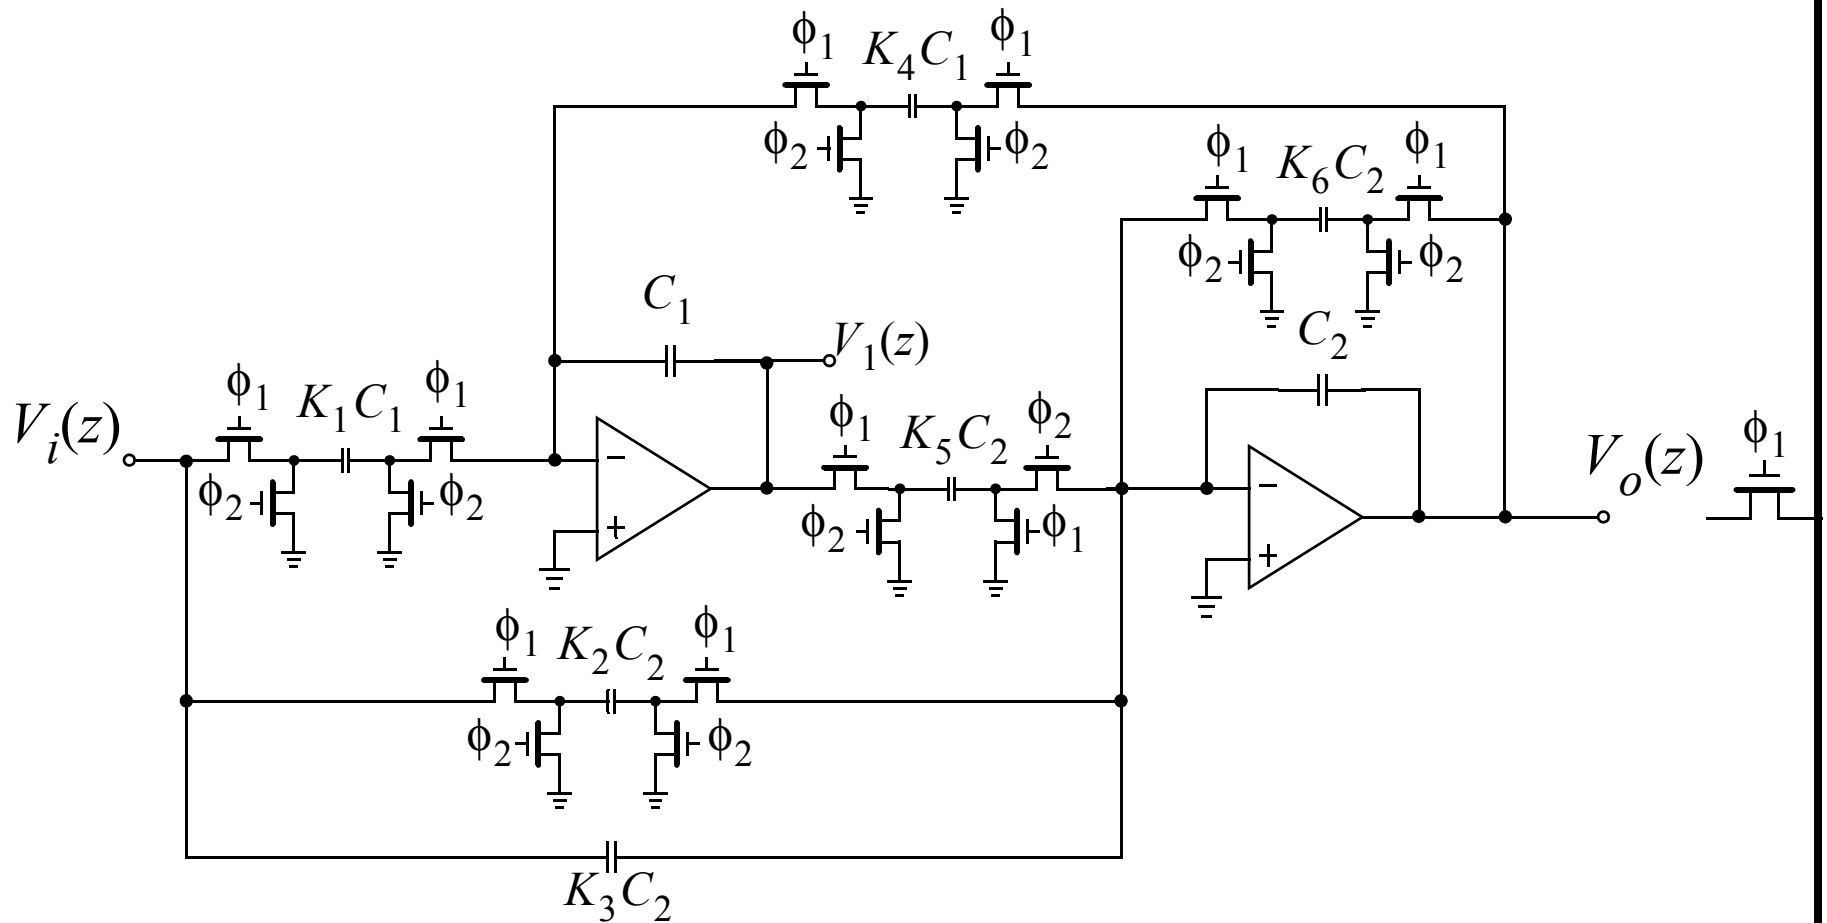 ϕ1 K4C1 ϕ1
ϕ2 ϕ2
ϕ1 K6C2 ϕ1
ϕ2 ϕ2
C1
C2
V1(z)
Vi(z) ϕ1 K1C1 ϕ1
ϕ2 ϕ2
− +
ϕ1 K5C2 ϕ2
ϕ2 ϕ1
− +
Vo(z) ϕ1
ϕ1 K2C2 ϕ1
ϕ2 ϕ2
K3C2